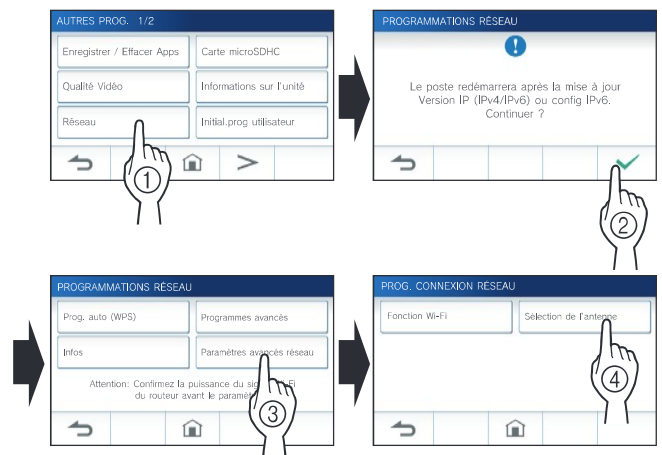 AUTRES PROG. 1/2
Enregistrer / Effacer Apps
Carte microSDHC
Qualité Vidéo
Informations sur l'unité
Réseau
Initial.prog utilisateur
1
PROGRAMMATIONS RÉSEAU
Le poste redémarrera après la mise à jour
Version IP (IPv4/IPv6) ou config IPv6.
Continuer ?
2
PROGRAMMATIONS RÉSEAU
Prog. auto (WPS)
Programmes avancés
Infos
Paramètres avancés réseau
Attention: Confirmez la puissance du Wi-Fi
du routeur avant le
3
PROG. CONNEXION RÉSEAU
Fonction Wi-Fi
Sélection de l'antenne
4